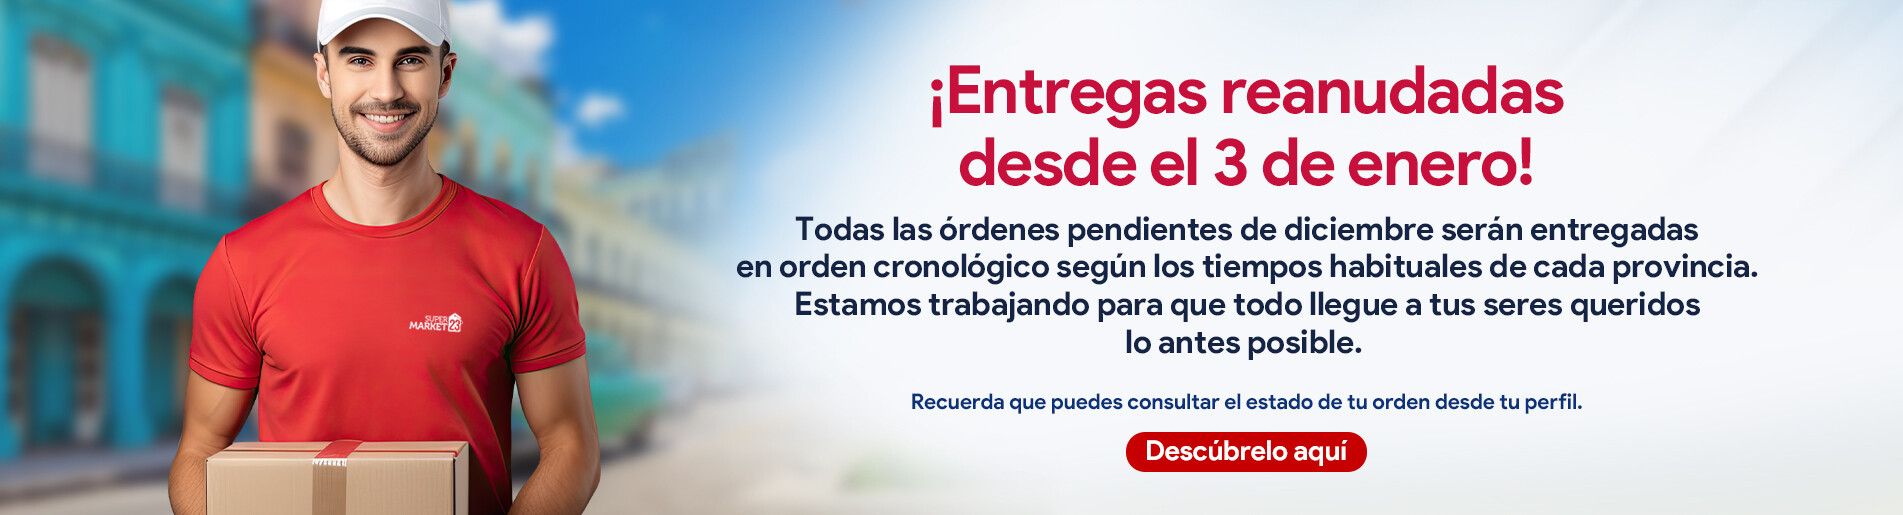 ¡Entregas reanudadas
desde el 3 de enero!
Todas las órdenes pendientes de diciembre serán entregadas
en orden cronológico según los tiempos habituales de cada provincia.
Estamos trabajando para que todo llegue a tus seres queridos
lo antes posible.
Recuerda que puedes consultar el estado de tu orden desde tu perfil.
Descúbrelo aquí
SUPER
MARKET 23